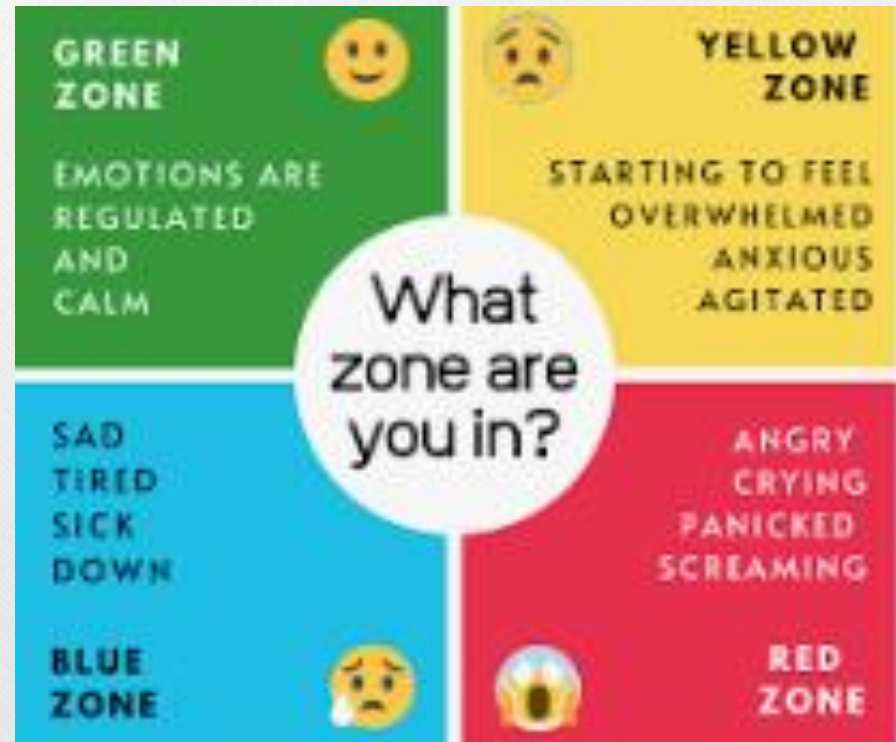 GREEN
ZONE
EMOTIONS ARE
REGULATED
AND
CALM
YELLOW
ZONE
STARTING TO FEEL
OVERWHELMED
ANXIOUS
AGITATED
What
zone are
you in?
SAD
TIRED
SICK
DOWN
BLUE
ZONE
ANGRY
CRYING
PANICKED
SCREAMING
RED
ZONE